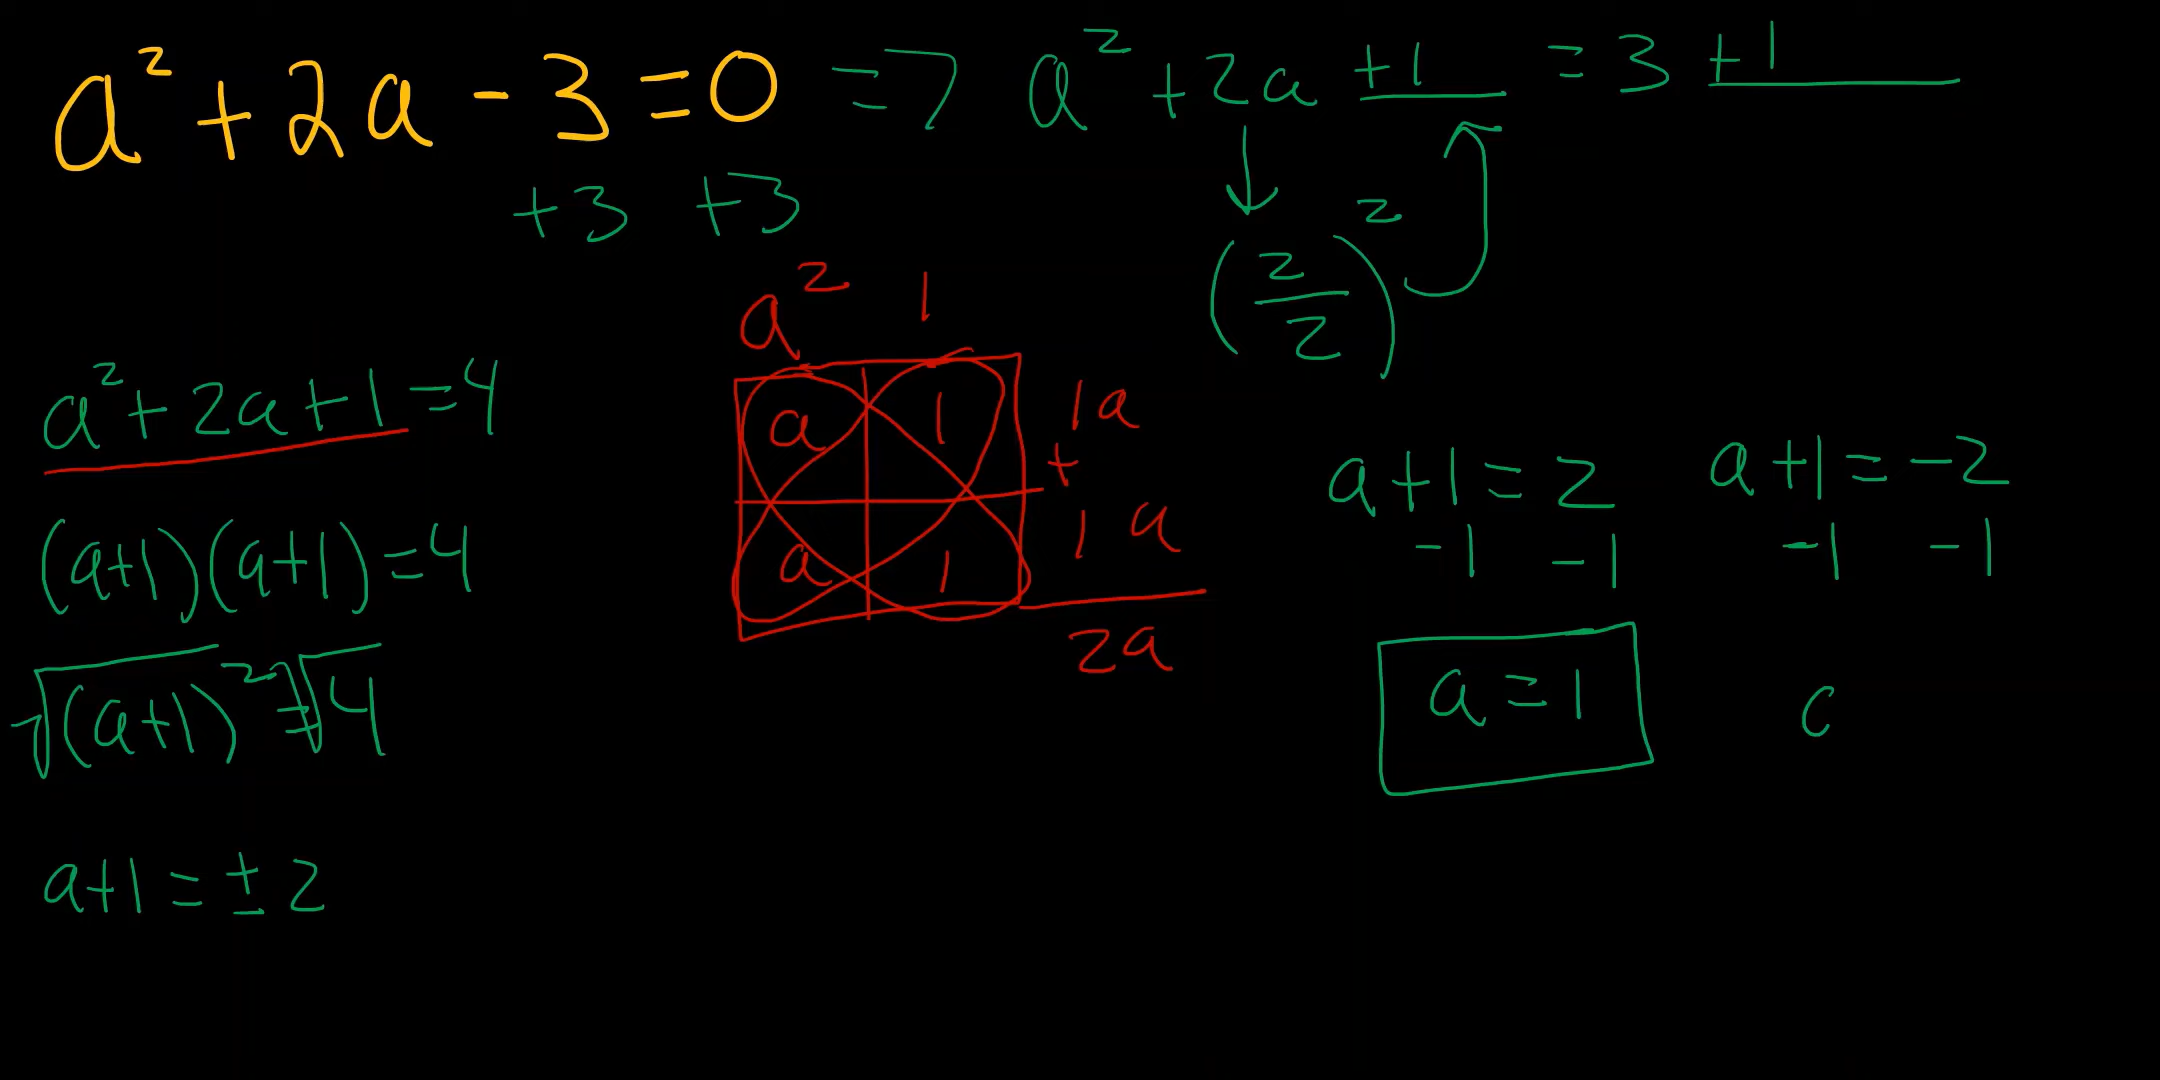 a² + 2a - 3 = 0 => a² + 2a +1 = 3 +1
+3 +3
(2/2)²
a² 1
a 1
a 1
1a
+
1a
2a
a² + 2a + 1 = 4
(a+1)(a+1) = 4
√(a+1)² = √4
a+1 = ± 2
a+1 = 2
-1 -1
a = 1
a+1 = -2
-1 -1